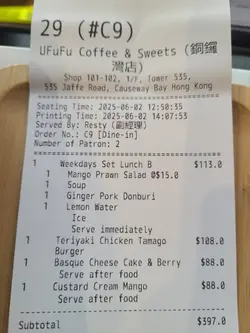 29 (#C9)
UFuFu Coffee & Sweets (銅鑼
灣店)
Shop 101-102, 1/F, Tower 535,
535 Jaffe Road, Causeway Bay Hong Kong
Seating Time: 2025-06-02 12:50:35
Printing Time: 2025-06-02 14:07:53
Served By: Resty (副經理)
Order No.: C9 [Dine-in]
Number of Patron: 2
1 Weekdays Set Lunch B $113.0
1 Mango Prawn Salad @$15.0
1 Soup
1 Ginger Pork Donburi
1 Lemon Water
Ice
Serve immediately
1 Teriyaki Chicken Tamago $108.0
Burger
1 Basque Cheese Cake & Berry $88.0
Serve after food
1 Custard Cream Mango $88.0
Serve after food
Subtotal $397.0